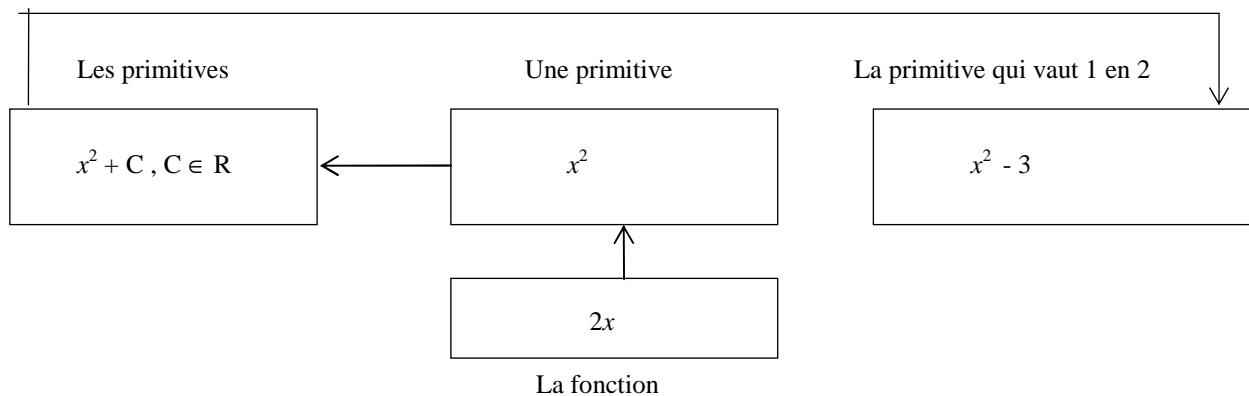 Les primitives
Une primitive
La primitive qui vaut 1 en 2
x² + C , C ∈ R
x²
x² - 3
2x
La fonction